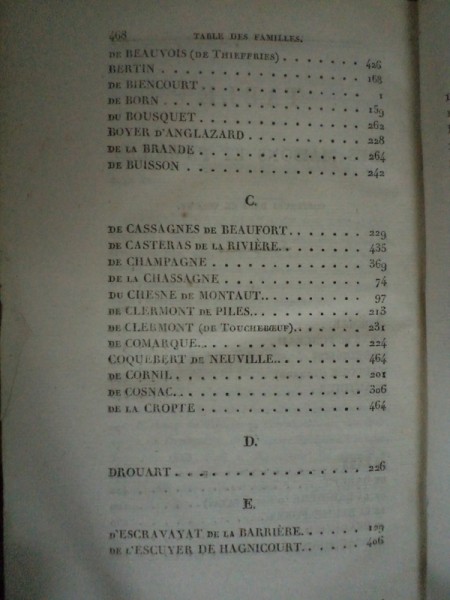 468 TABLE DES FAMILLES.
DE BEAUVOIS (DE THIEFFRIES) . . . . . . 426
BERTIN . . . . . . . . . . . . . . 168
DE BIENCOURT . . . . . . . . . . . 1
DE BORN . . . . . . . . . . . . . 159
DU BOUSQUET . . . . . . . . . . . 262
BOYER D'ANGLAZARD . . . . . . . . 228
DE LA BRANDE . . . . . . . . . . . 264
DE BUISSON . . . . . . . . . . . . 242
C.
DE CASSAGNES DE BEAUFORT . . . . . . . 229
DE CASTERAS DE LA RIVIÈRE . . . . . . . 435
DE CHAMPAGNE . . . . . . . . . . . 369
DE LA CHASSAGNE . . . . . . . . . . 74
DU CHESNE DE MONTAUT . . . . . . . . 97
DE CLERMONT DE PILES . . . . . . . . 213
DE CLERMONT (DE TOUCHEBŒUF) . . . . . 231
DE COMARQUE . . . . . . . . . . . 224
COQUEBERT DE NEUVILLE . . . . . . . . 464
DE CORNIL . . . . . . . . . . . . 201
DE COSNAC . . . . . . . . . . . . 306
DE LA CROPTE . . . . . . . . . . . 464
D.
DROUART . . . . . . . . . . . . . 226
E.
D'ESCRAVAYAT DE LA BARRIÈRE . . . . . . 129
DE L'ESCUYER DE HAGNICOURT . . . . . . 406